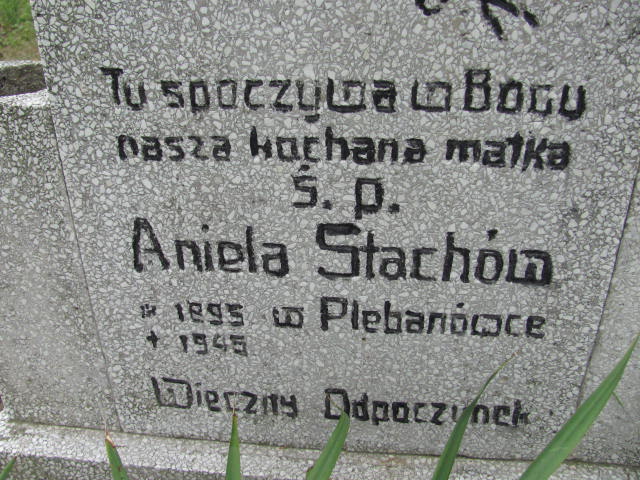 Tu spoczywa w Bogu
nasza kochana matka
Ś. p.
Aniela Stachów
* 1895 w Plebanówce
+ 1945
Wieczny Odpoczynek